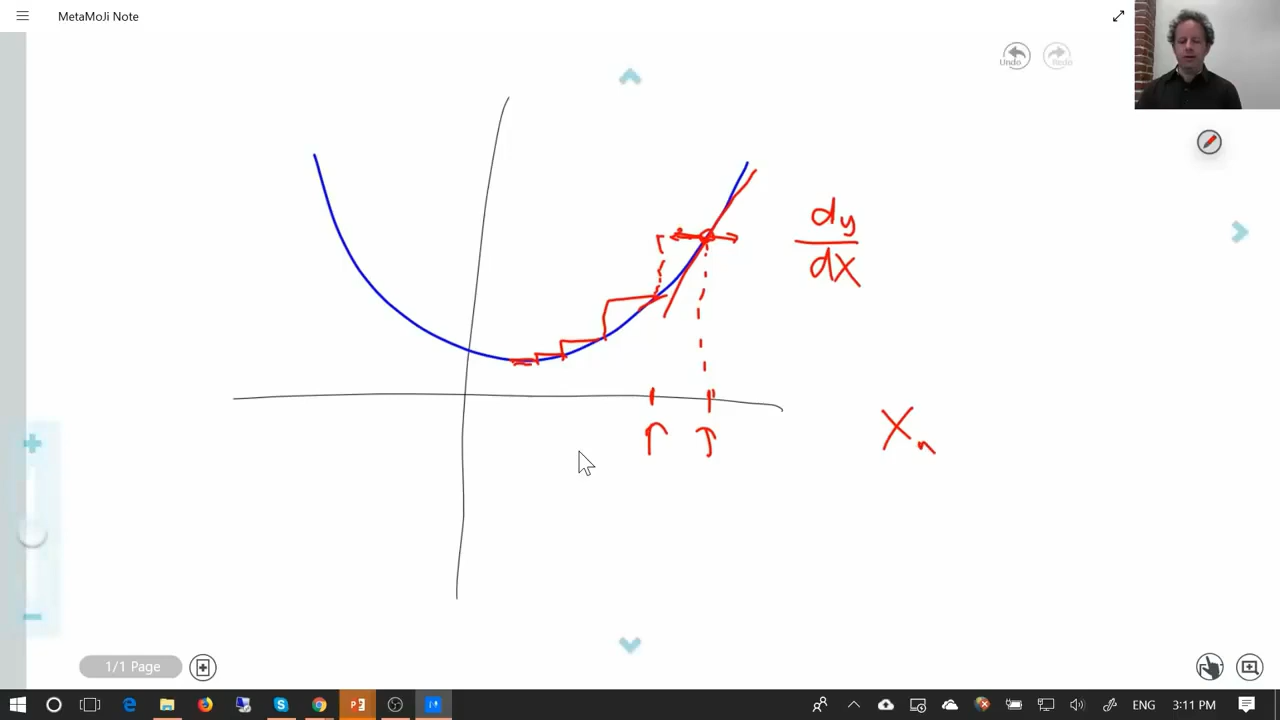 MetaMoJi Note
Undo
Redo
dy
dx
Xn
1/1 Page
ENG
3:11 PM